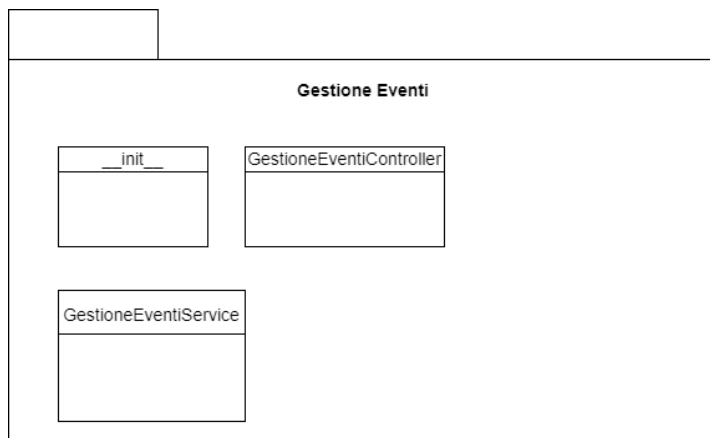 Gestione Eventi
__init__
GestioneEventiController
GestioneEventiService